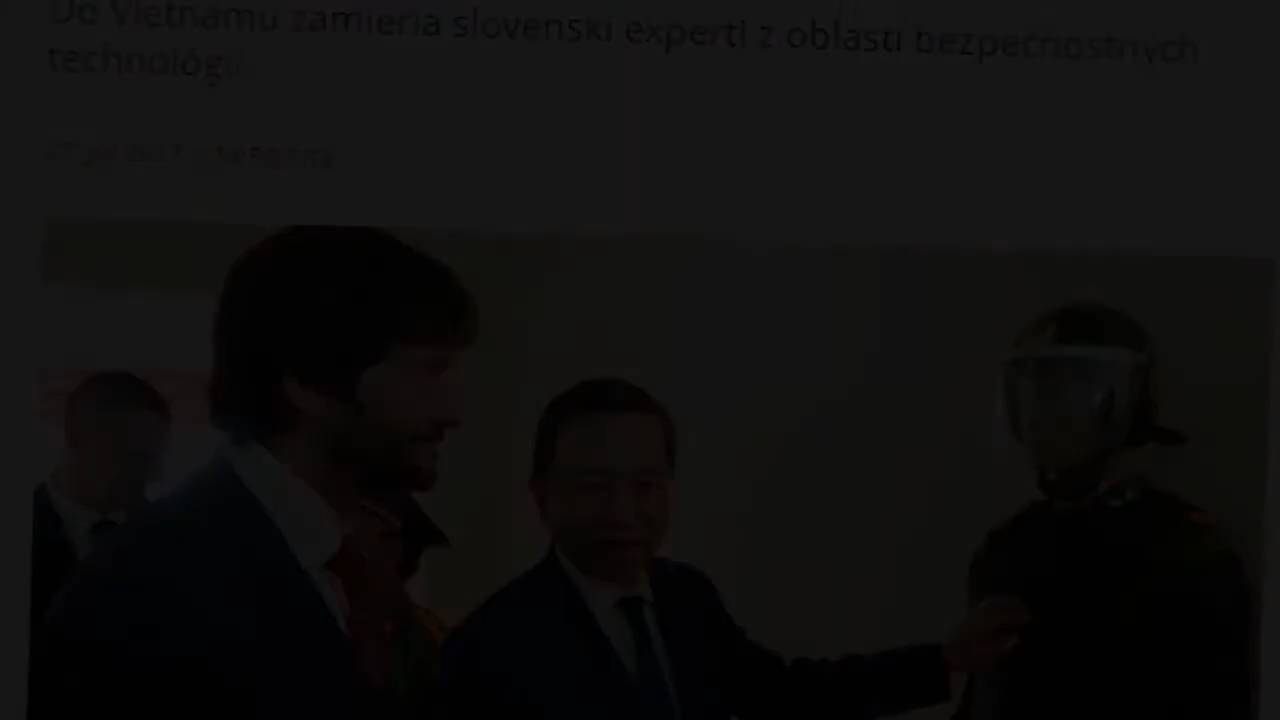 Do Vietnamu zamieria slovenskí experti z oblasti bezpečnostných
technológií